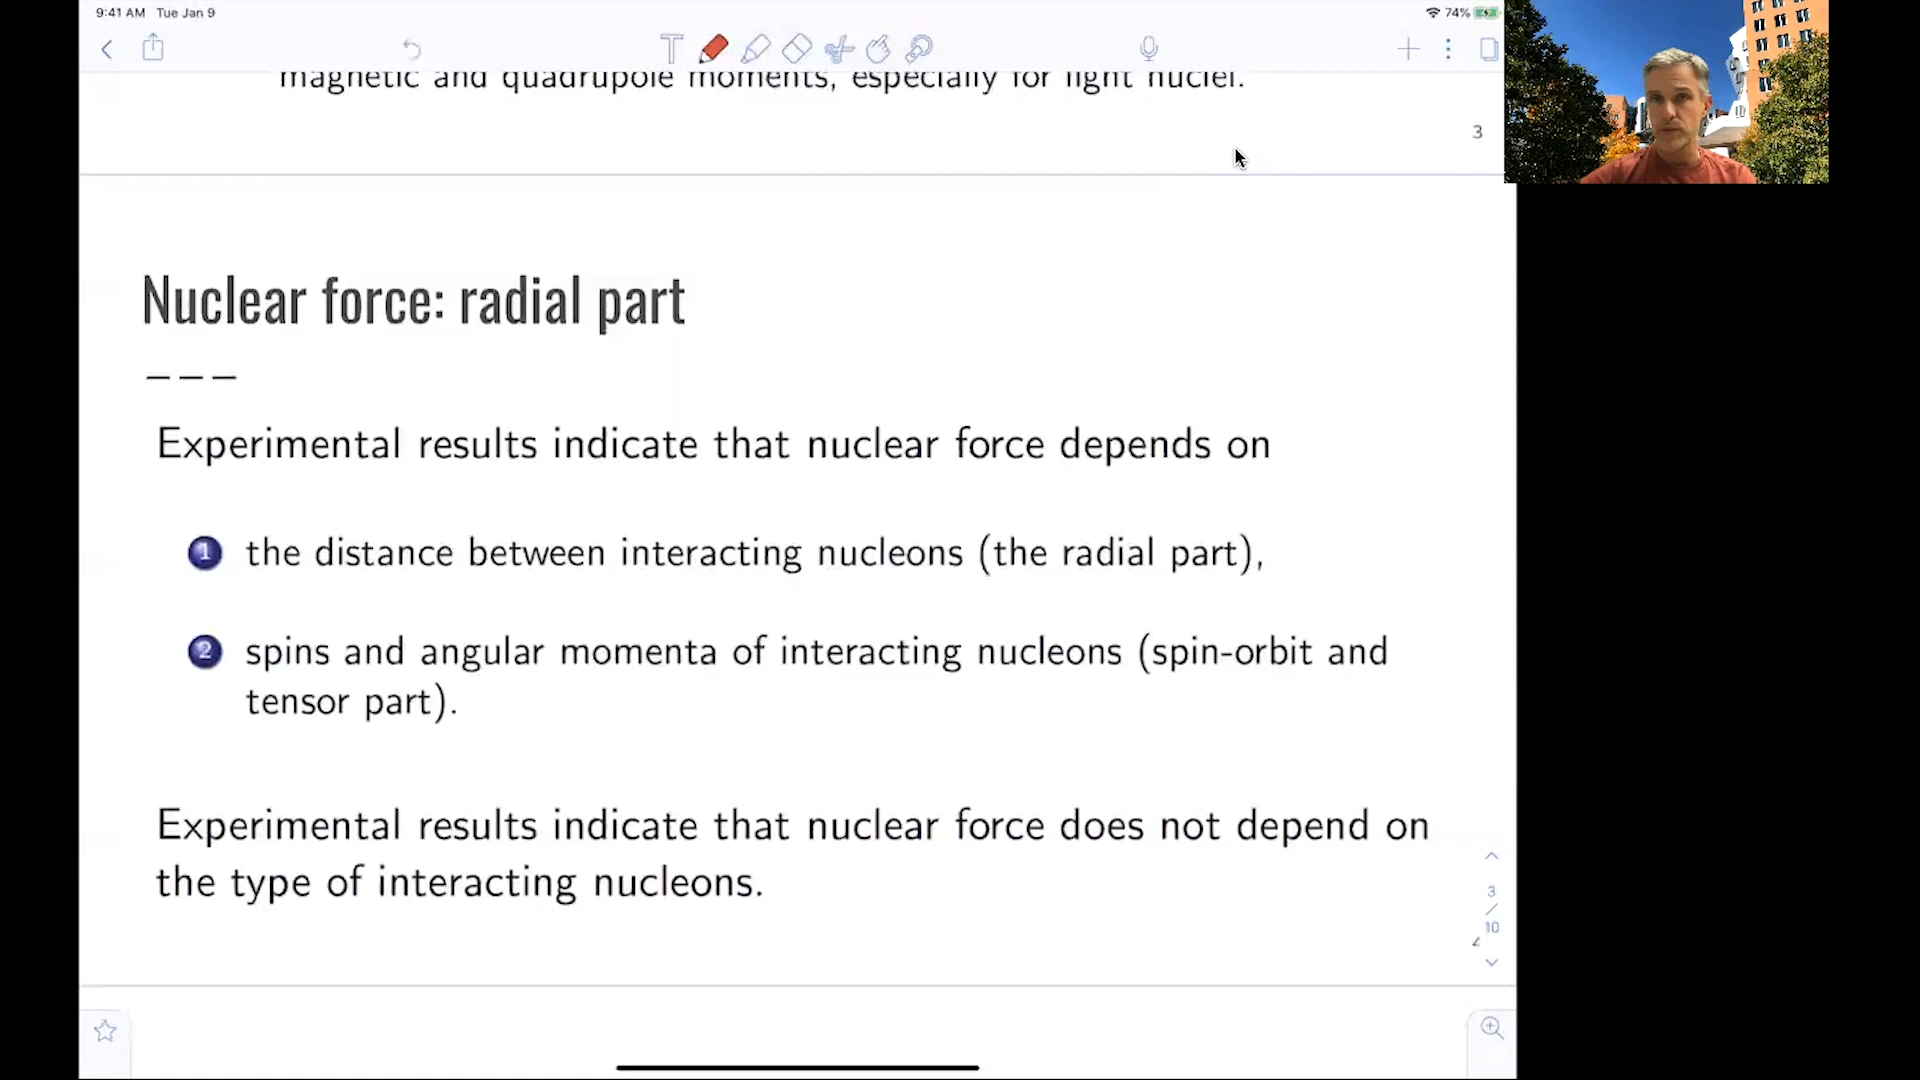 9:41 AM Tue Jan 9
74%
magnetic and quadrupole moments, especially for light nuclei.
3
Nuclear force: radial part
– – –
Experimental results indicate that nuclear force depends on
1 the distance between interacting nucleons (the radial part),
2 spins and angular momenta of interacting nucleons (spin-orbit and
tensor part).
Experimental results indicate that nuclear force does not depend on
the type of interacting nucleons.
3
/
10